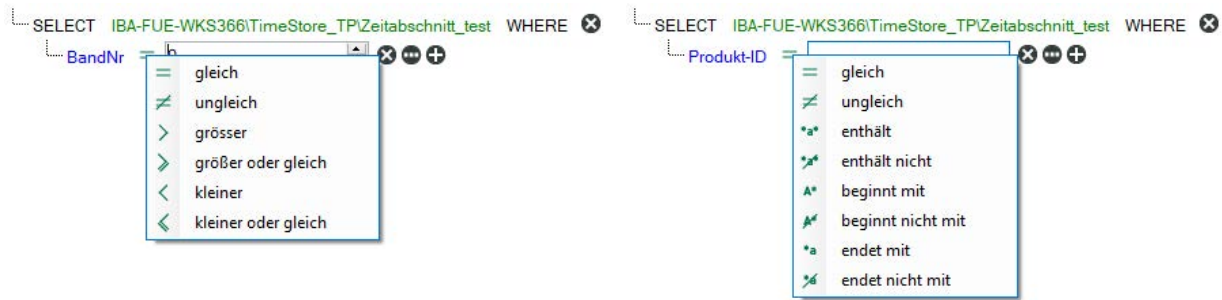 SELECT IBA-FUE-WKS366\TimeStore_TP\Zeitabschnitt_test WHERE
BandNr =
= gleich
≠ ungleich
> grösser
≫ größer oder gleich
< kleiner
≪ kleiner oder gleich
SELECT IBA-FUE-WKS366\TimeStore_TP\Zeitabschnitt_test WHERE
Produkt-ID =
= gleich
≠ ungleich
*a* enthält
*a* enthält nicht
A* beginnt mit
A* beginnt nicht mit
*a endet mit
*a endet nicht mit